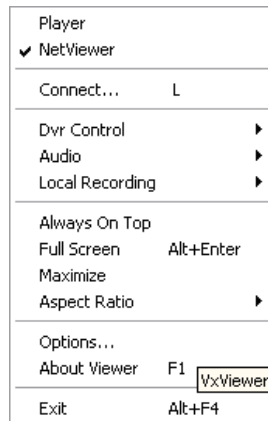 Player
NetViewer
Connect... L
Dvr Control
Audio
Local Recording
Always On Top
Full Screen Alt+Enter
Maximize
Aspect Ratio
Options...
About Viewer F1
VxViewer
Exit Alt+F4